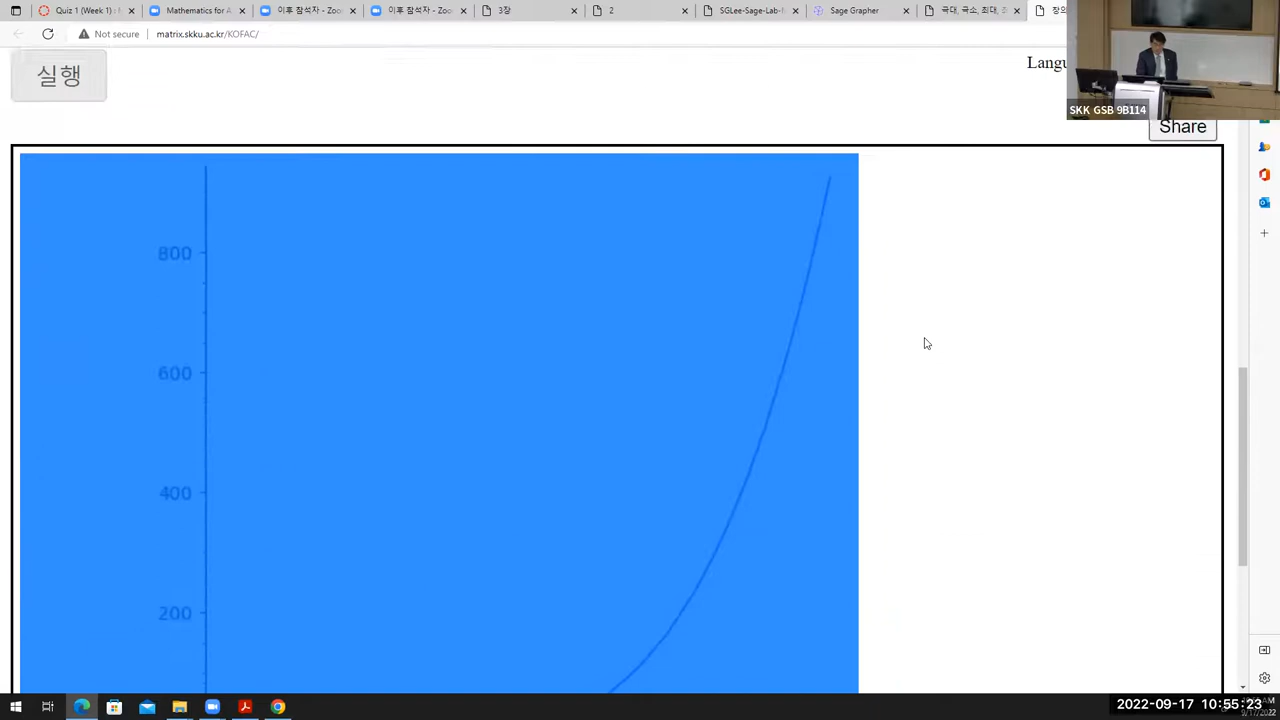 Quiz 1 (Week 1) : M
Mathematics for A
이후 참석자 - Zoo
이후 참석자 - Zoo
3장
2
SGLee-Sage-Lab-M
Sage Grapher
극대, 극소, 최대, 최
Not secure
matrix.skku.ac.kr/KOFAC/
실행
SKK GSB 9B114
Share
800
600
400
200
2022-09-17 10:55:23